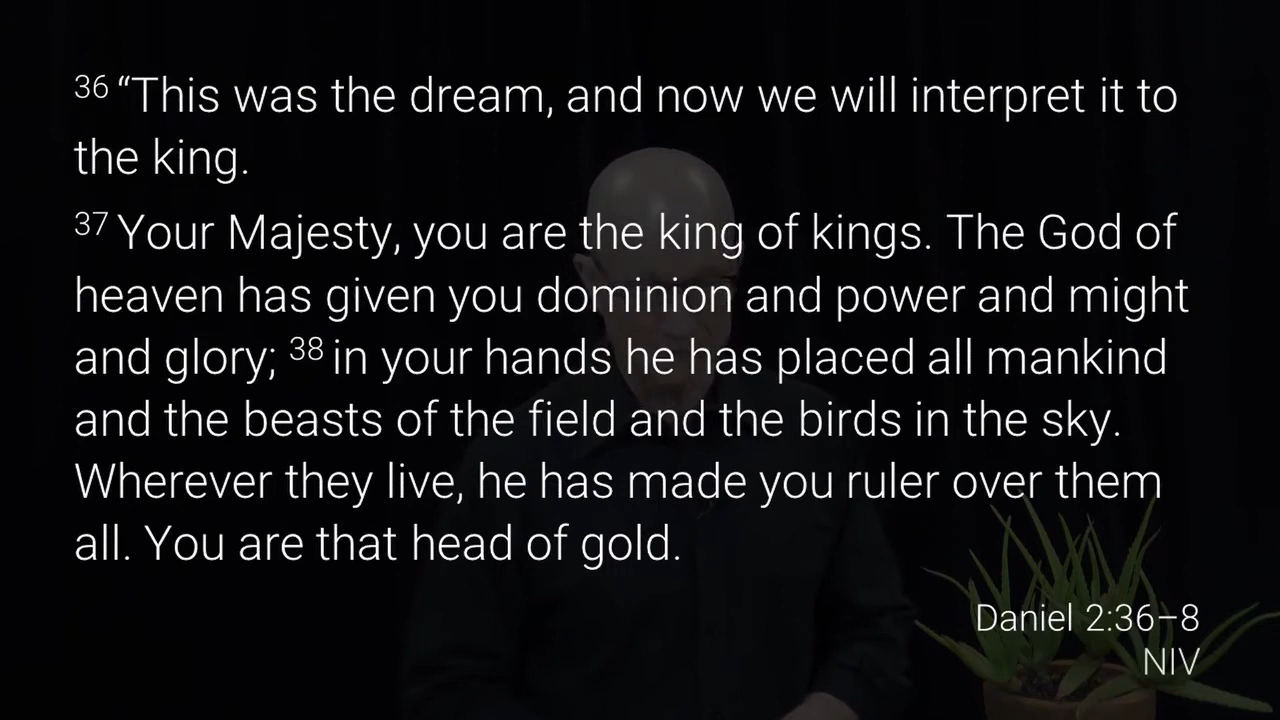 36 “This was the dream, and now we will interpret it to
the king.
37 Your Majesty, you are the king of kings. The God of
heaven has given you dominion and power and might
and glory; 38 in your hands he has placed all mankind
and the beasts of the field and the birds in the sky.
Wherever they live, he has made you ruler over them
all. You are that head of gold.
Daniel 2:36–8
NIV